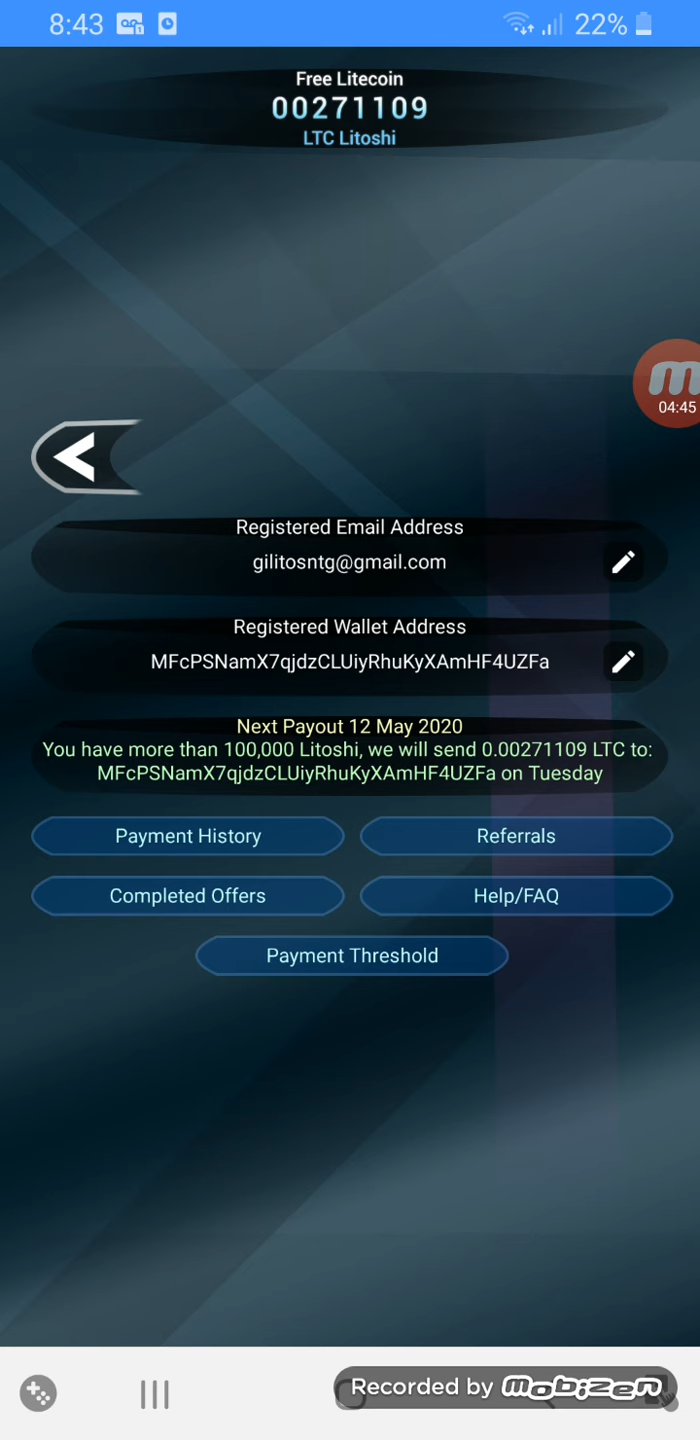 8:43
22%
Free Litecoin
00271109
LTC Litoshi
04:45
Registered Email Address
gilitosntg@gmail.com
Registered Wallet Address
MFcPSNamX7qjdzCLUiyRhuKyXAmHF4UZFa
Next Payout 12 May 2020
You have more than 100,000 Litoshi, we will send 0.00271109 LTC to:
MFcPSNamX7qjdzCLUiyRhuKyXAmHF4UZFa on Tuesday
Payment History
Referrals
Completed Offers
Help/FAQ
Payment Threshold
Recorded by mobizen